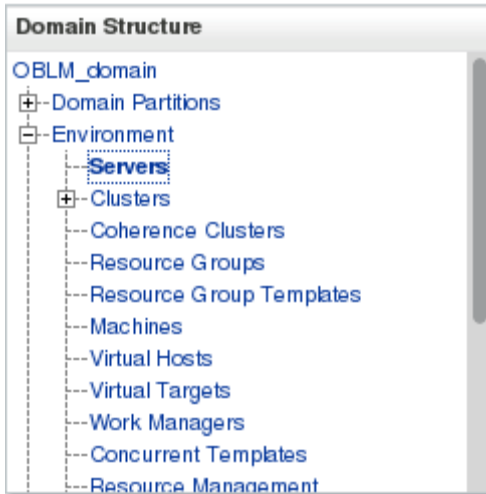 Domain Structure
OBLM_domain
Domain Partitions
Environment
Servers
Clusters
Coherence Clusters
Resource Groups
Resource Group Templates
Machines
Virtual Hosts
Virtual Targets
Work Managers
Concurrent Templates
Resource Management